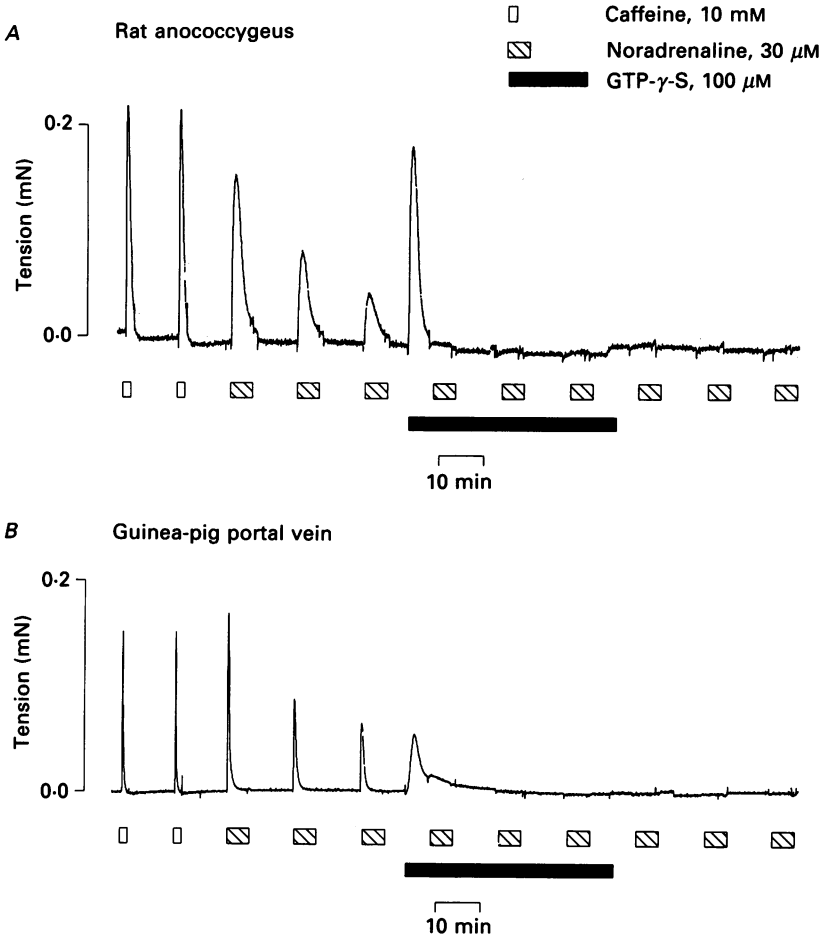 A
Rat anococcygeus
Caffeine, 10 mM
Noradrenaline, 30 μM
GTP-γ-S, 100 μM
0·2
Tension (mN)
0·0
10 min
B
Guinea-pig portal vein
0·2
Tension (mN)
0·0
10 min